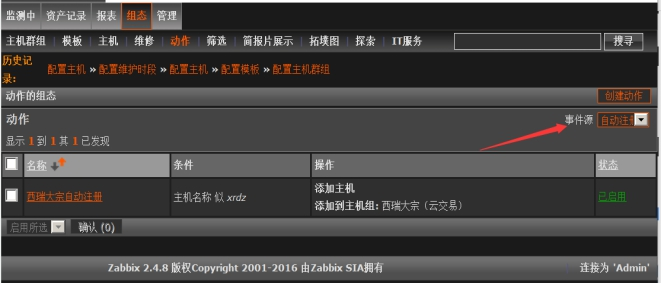 监测中 资产记录 报表 组态 管理
主机群组 模板 主机 维修 动作 筛选 简报片展示 拓墣图 探索 IT服务 搜寻
历史记录: 配置主机 » 配置维护时段 » 配置主机 » 配置模板 » 配置主机群组
动作的组态 创建动作
动作 事件源 自动注册
显示 1 到 1 其 1 已发现
名称 条件 操作 状态
西瑞大宗自动注册 主机名称 似 xrdz 添加主机 已启用
添加到主机组: 西瑞大宗（云交易）
启用所选 确认 (0)
Zabbix 2.4.8 版权Copyright 2001-2016 由Zabbix SIA拥有 连接为 'Admin'